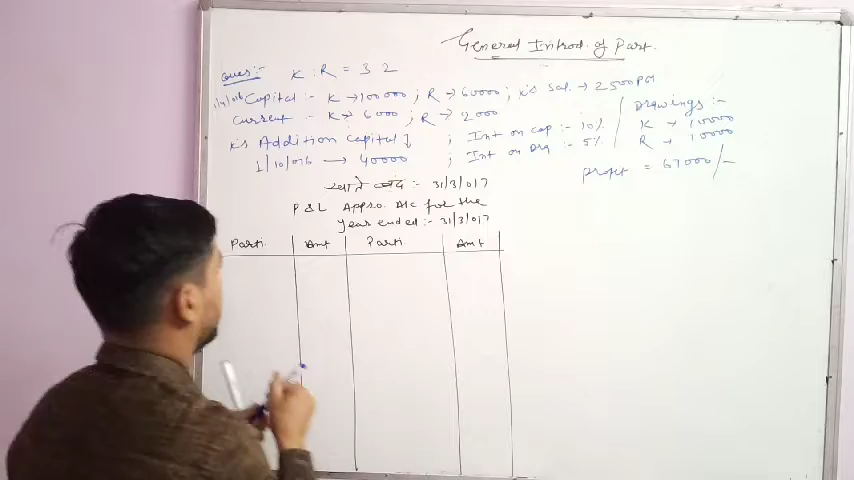 General Introd. of Part.
Ques:- K : R = 3 2
1/4/016 Capital :- K → 100000 ; R → 60000 ; K's Sal. → 2500 PM
Current :- K → 6000 ; R → 2000
K's Addition Capital ; Int on Cap :- 10%
1/10/016 → 40000 ; Int on Drg :- 5%
Drawings :-
K → 10000
R → 10000
Profit = 67000/-
खाते बंद :- 31/3/017
P & L Appro. A/c for the
Year ended :- 31/3/017
Parti. Amt Parti. Amt